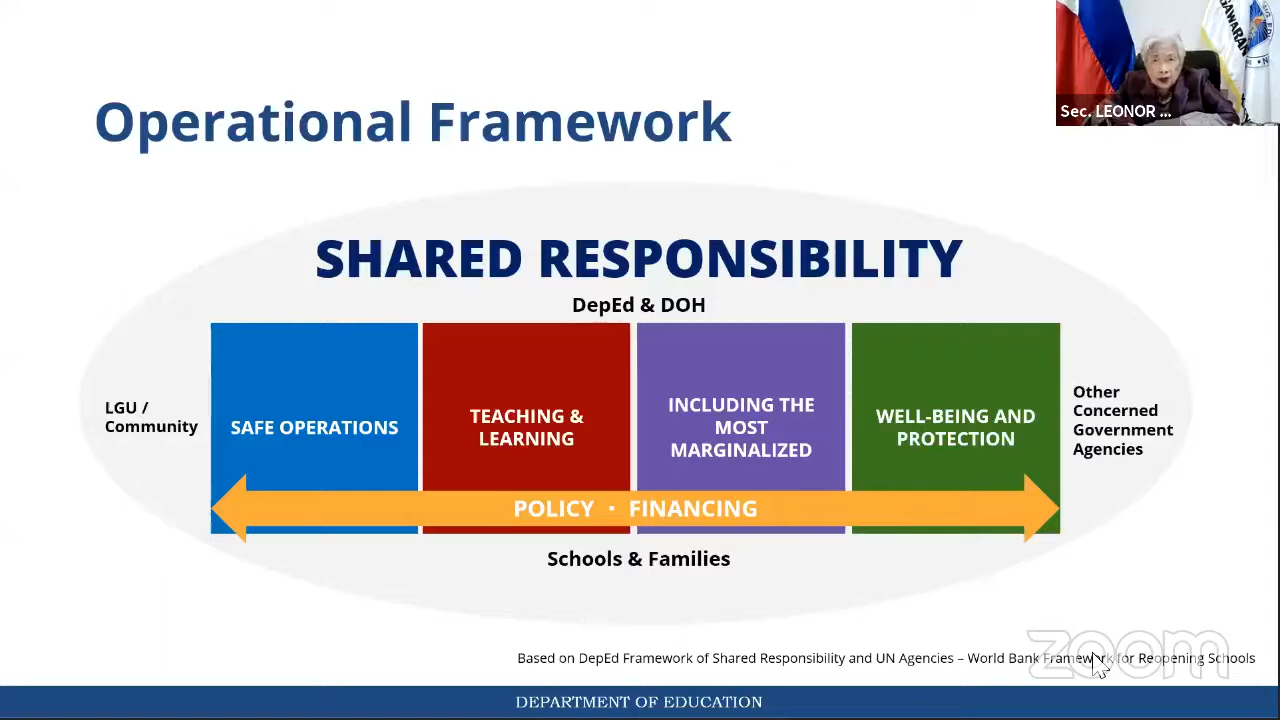 GAWARAN
Sec. LEONOR ...
Operational Framework
SHARED RESPONSIBILITY
DepEd & DOH
LGU /
Community
SAFE OPERATIONS
TEACHING &
LEARNING
INCLUDING THE
MOST
MARGINALIZED
WELL-BEING AND
PROTECTION
Other
Concerned
Government
Agencies
POLICY · FINANCING
Schools & Families
zoom
Based on DepEd Framework of Shared Responsibility and UN Agencies – World Bank Framework for Reopening Schools
DEPARTMENT OF EDUCATION